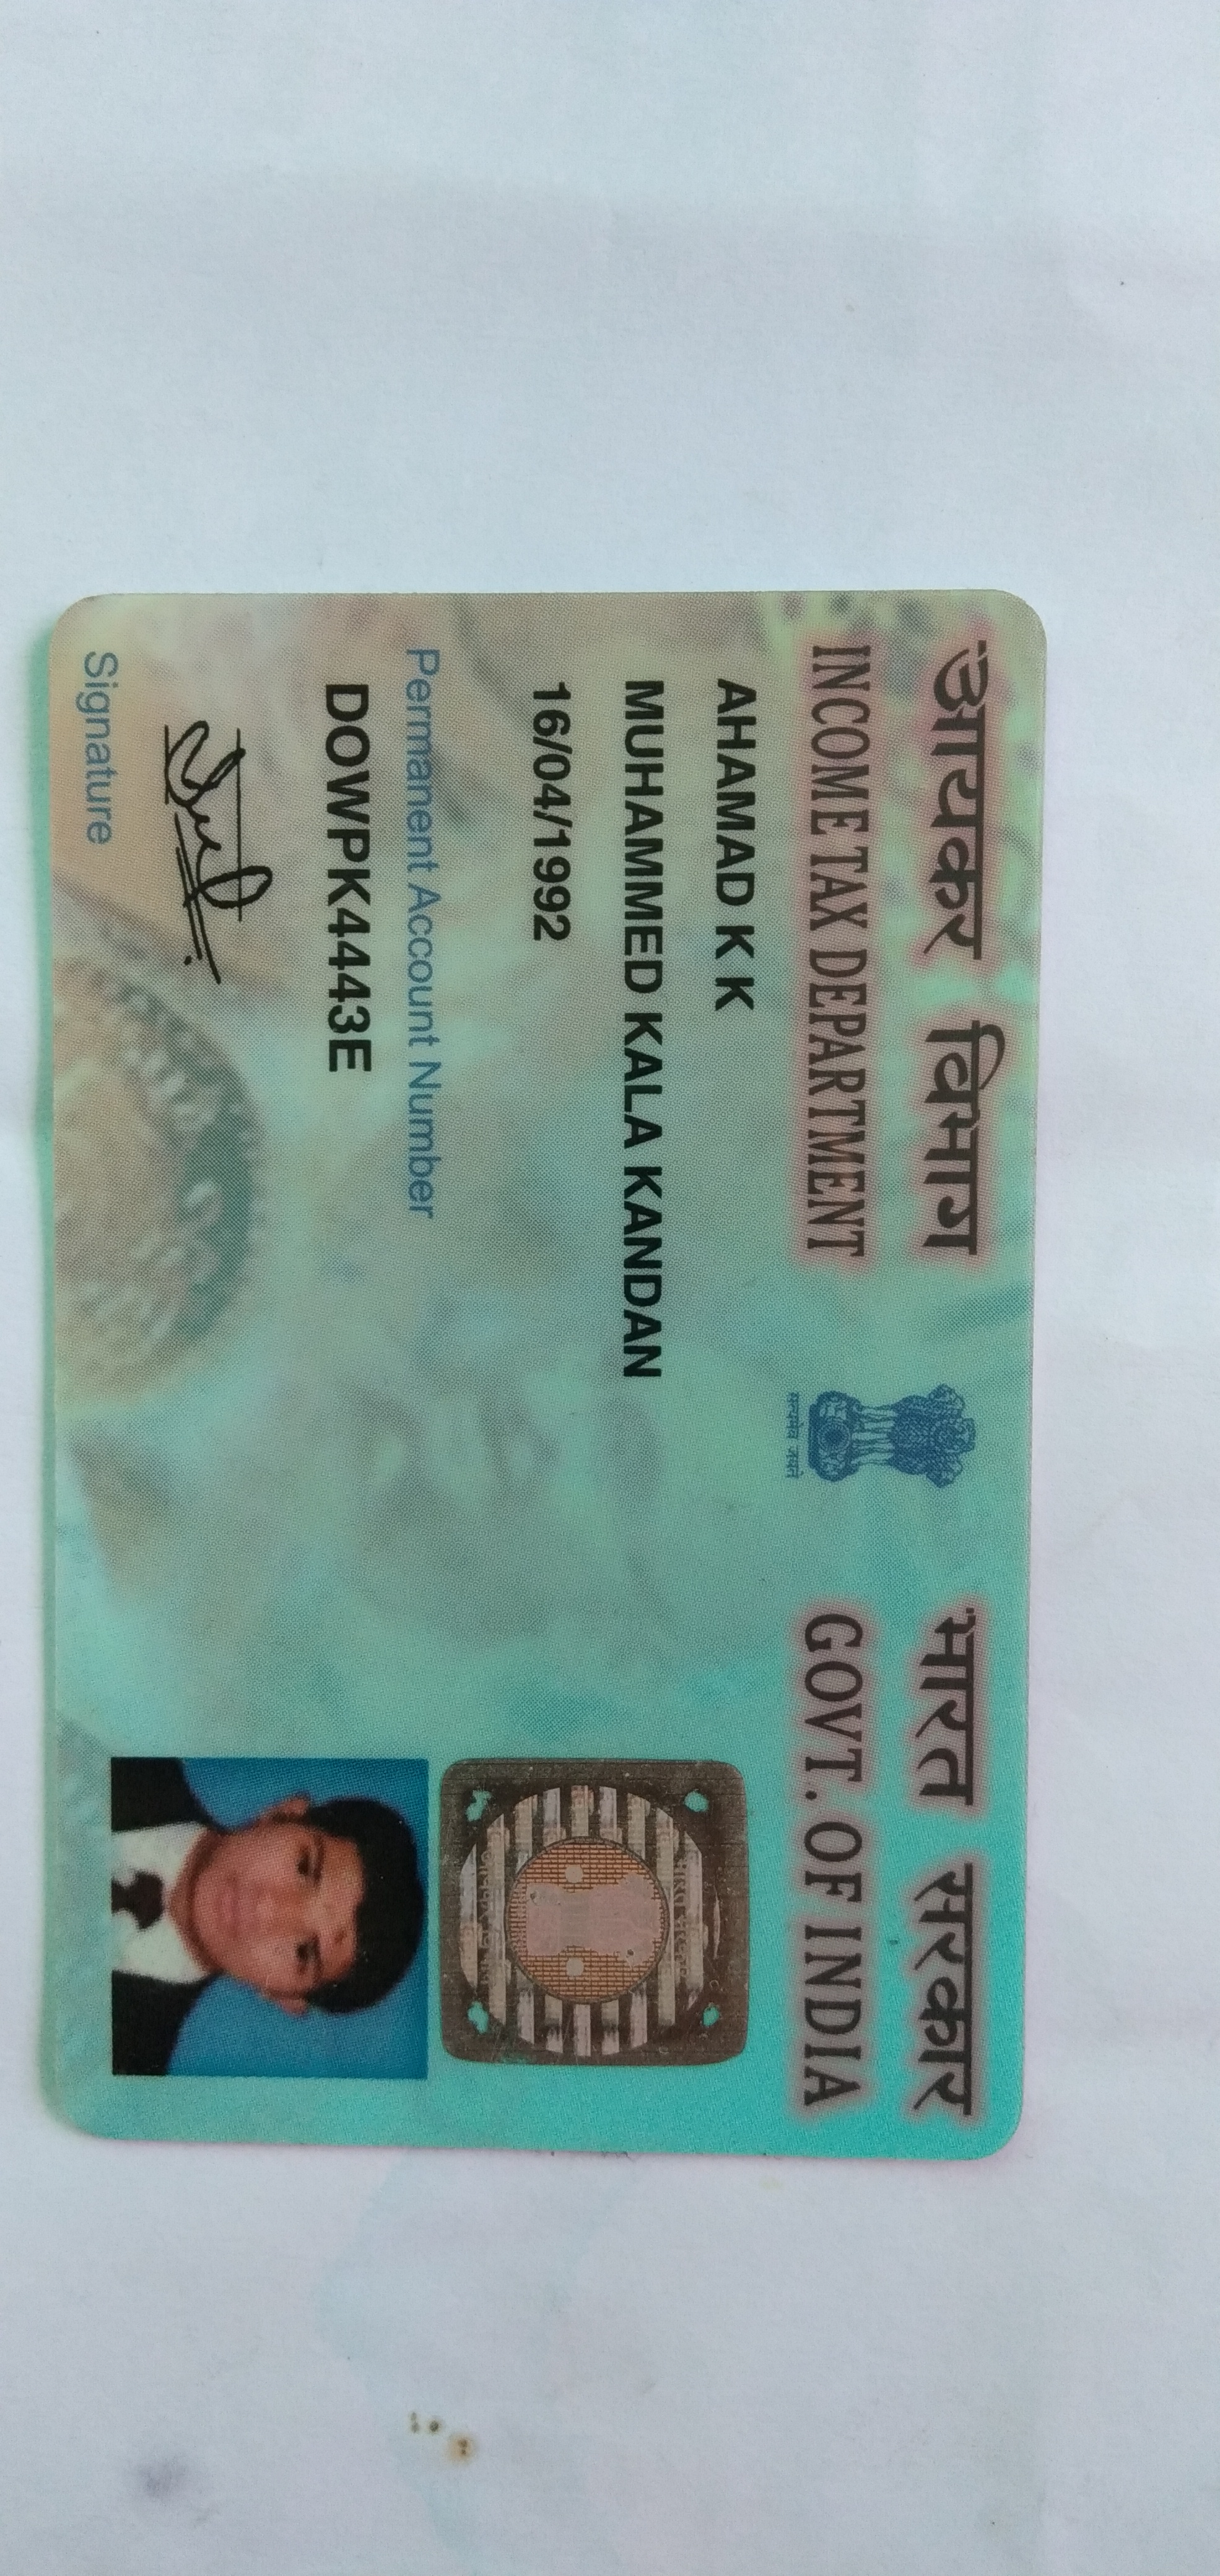 आयकर विभाग
INCOME TAX DEPARTMENT
सत्यमेव जयते
भारत सरकार
GOVT. OF INDIA
AHAMAD K K
MUHAMMED KALA KANDAN
16/04/1992
Permanent Account Number
DOWPK4443E
Signature